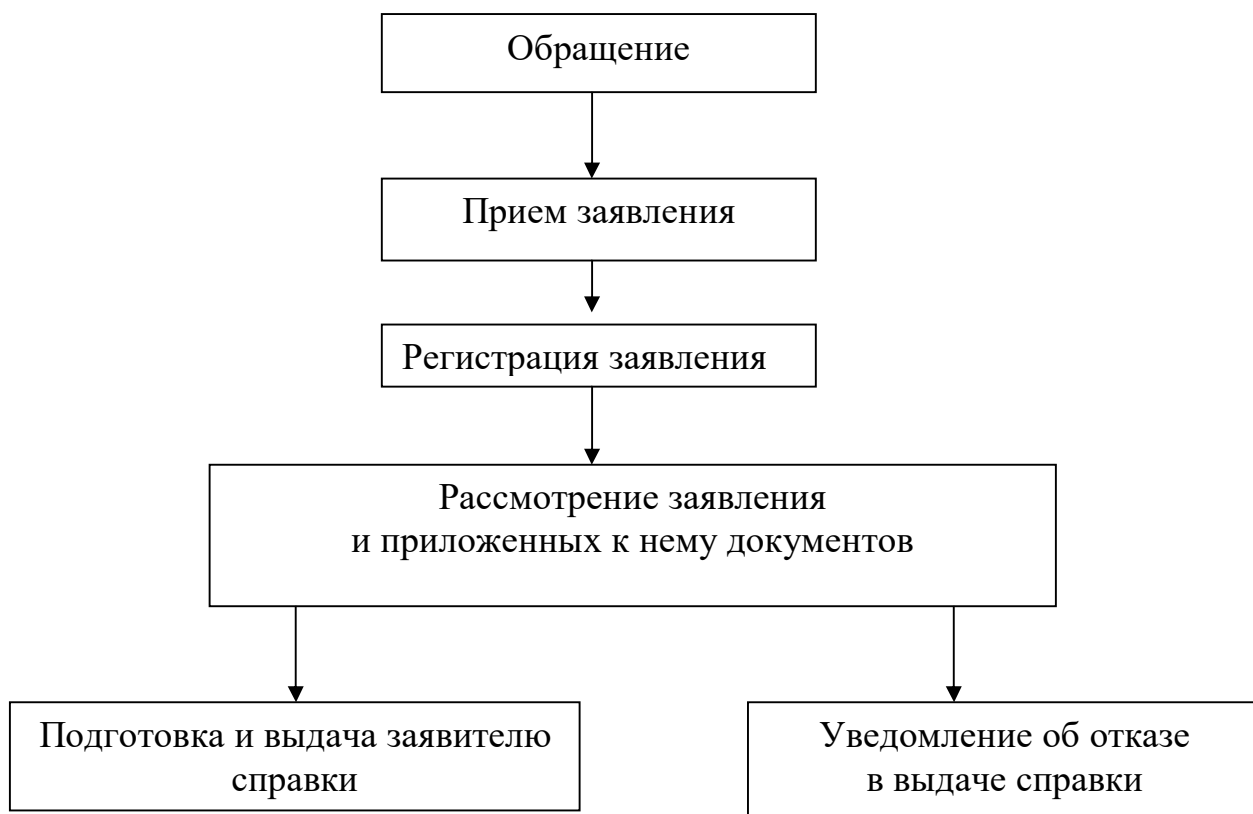 Обращение
Прием заявления
Регистрация заявления
Рассмотрение заявления
и приложенных к нему документов
Подготовка и выдача заявителю
справки
Уведомление об отказе
в выдаче справки